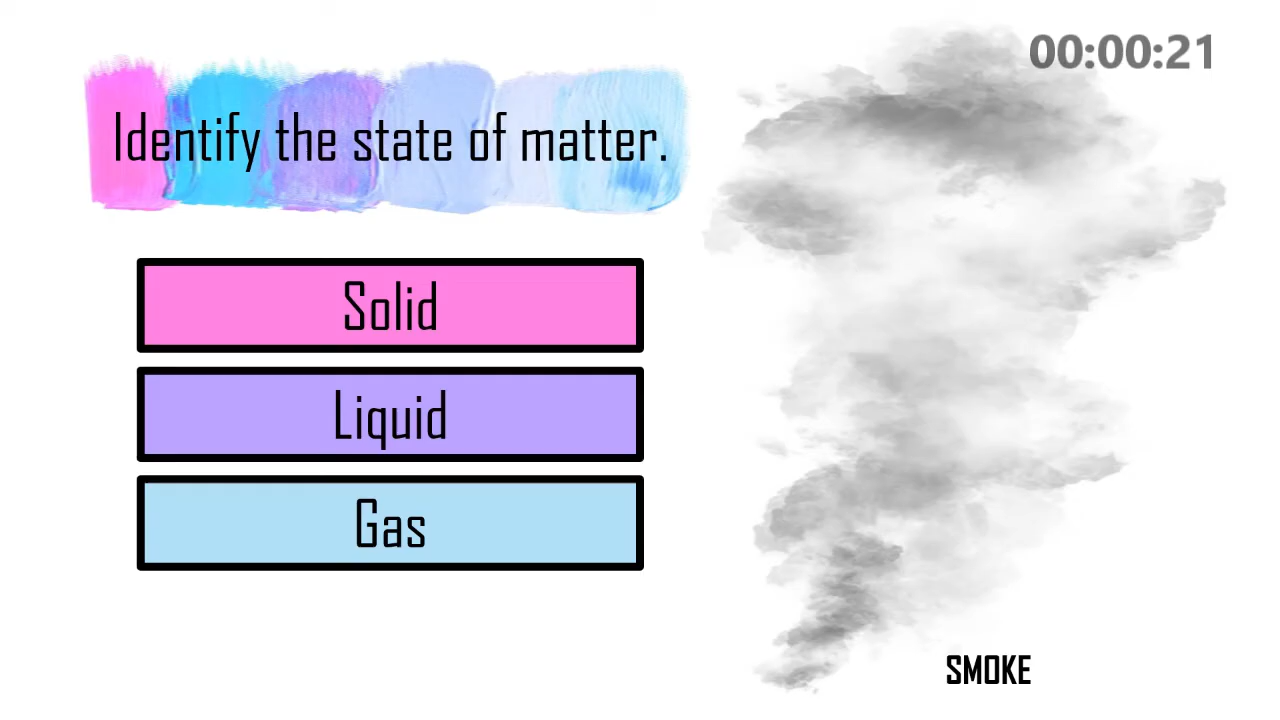 00:00:21
Identify the state of matter.
Solid
Liquid
Gas
SMOKE